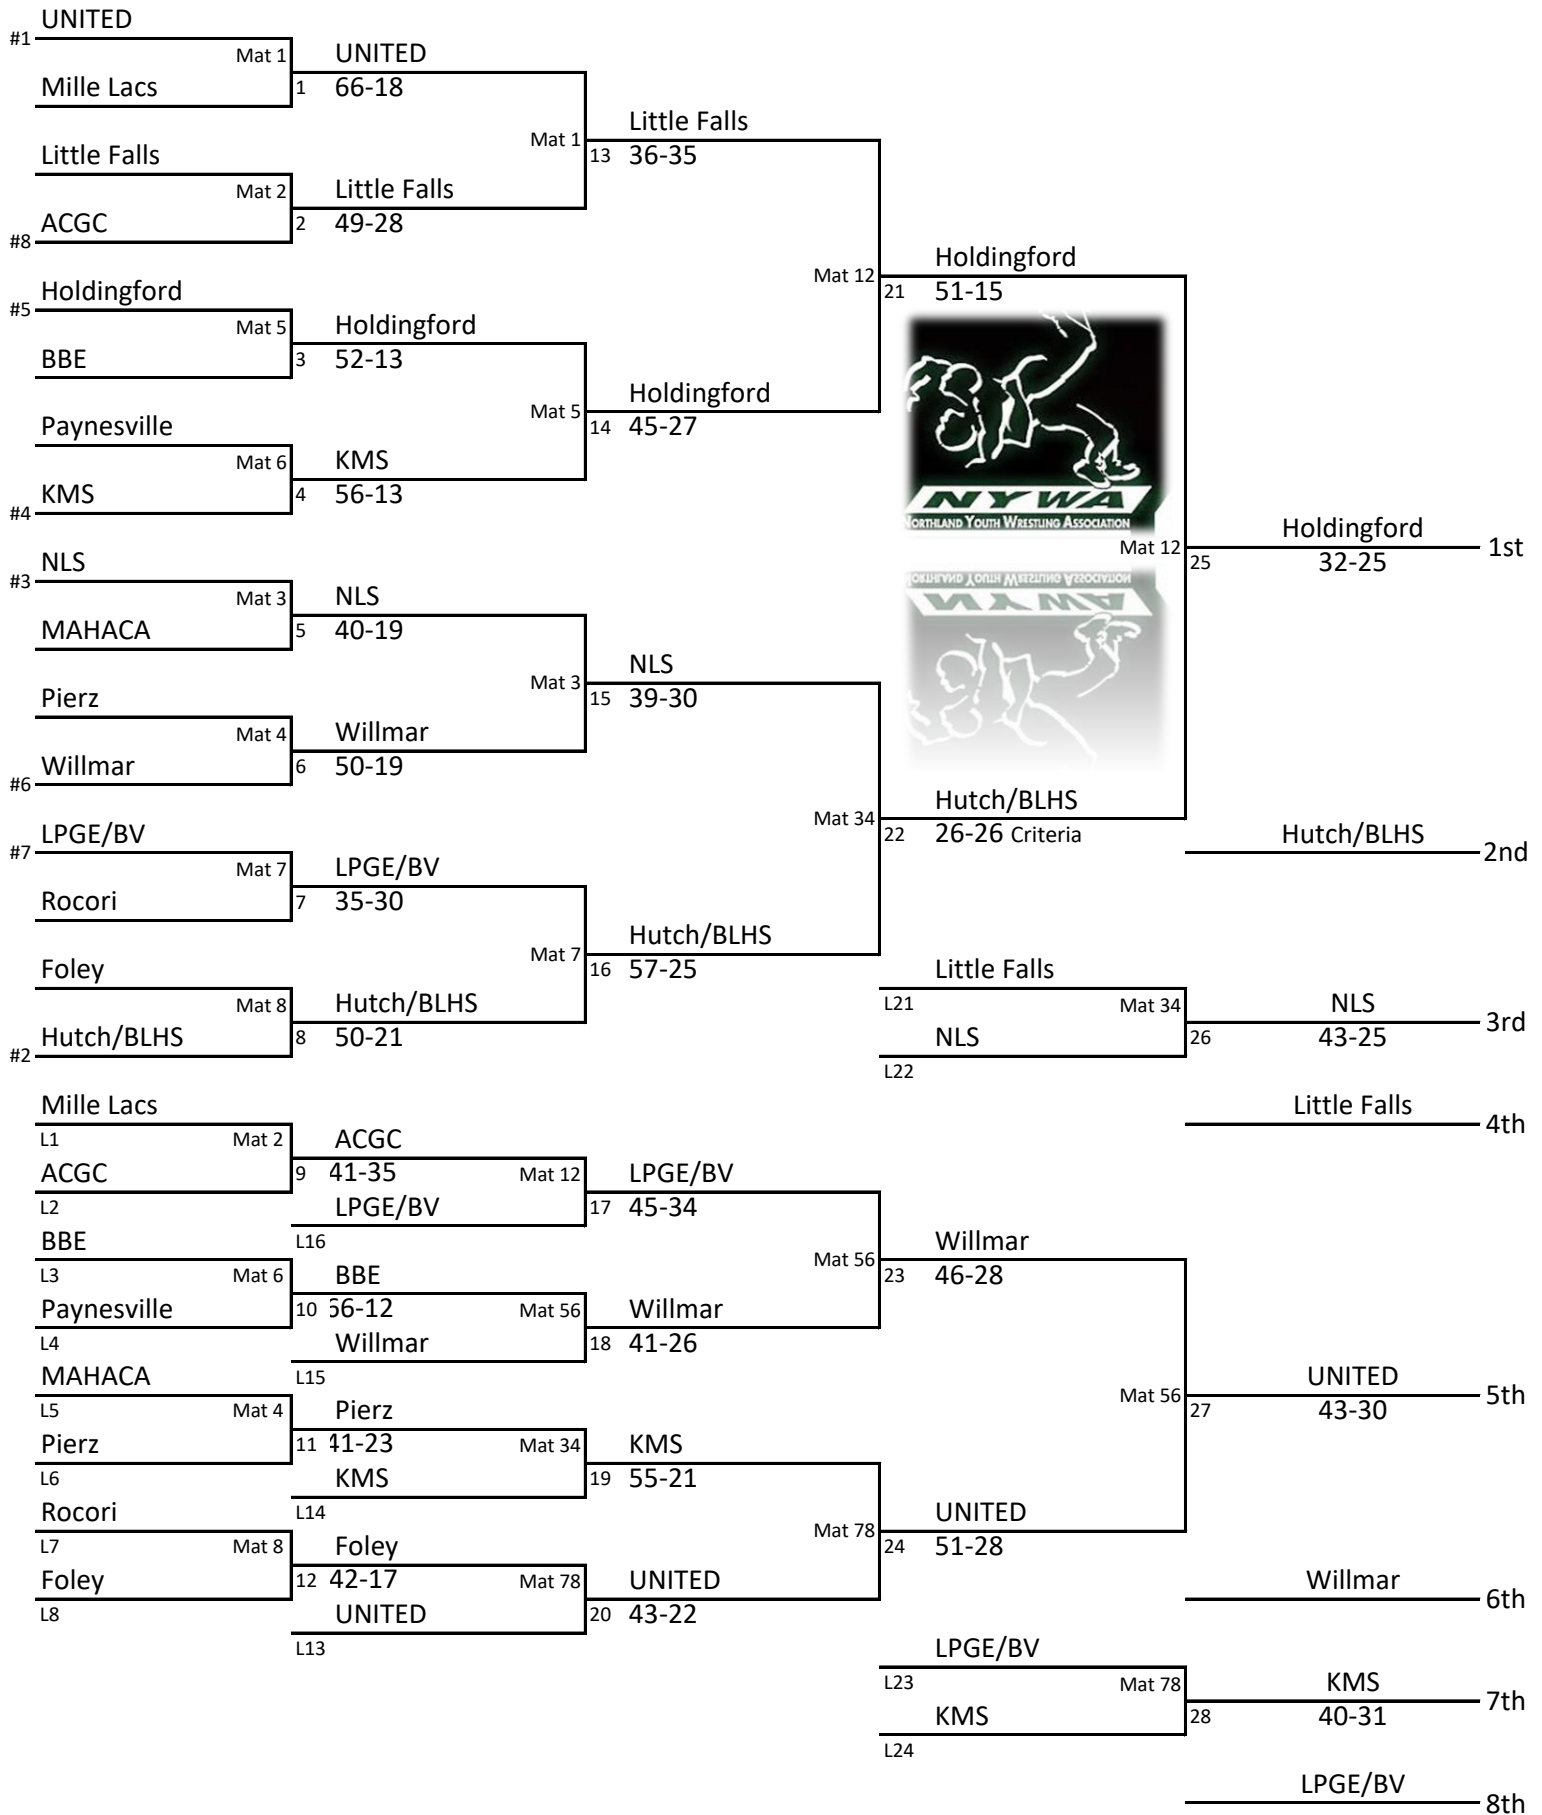 UNITED
#1
Mat 1
UNITED
Mille Lacs
1 66-18
Little Falls
Mat 1
13 36-35
Little Falls
Mat 2
Little Falls
ACGC
2 49-28
#8
Holdingford
Mat 12
21 51-15
Holdingford
#5
Mat 5
Holdingford
BBE
3 52-13
Holdingford
Mat 5
14 45-27
Paynesville
Mat 6
KMS
KMS
4 56-13
#4
NYWA
NORTHLAND YOUTH WRESTLING ASSOCIATION
Holdingford
Mat 12
1st
25 32-25
NLS
#3
Mat 3
NLS
MAHACA
5 40-19
NLS
Mat 3
15 39-30
Pierz
Mat 4
Willmar
Willmar
6 50-19
#6
Hutch/BLHS
Mat 34
22 26-26 Criteria
Hutch/BLHS
2nd
LPGE/BV
#7
Mat 7
LPGE/BV
Rocori
7 35-30
Hutch/BLHS
Mat 7
16 57-25
Foley
Mat 8
Hutch/BLHS
Hutch/BLHS
8 50-21
#2
Little Falls
L21
Mat 34
NLS
3rd
NLS
26 43-25
L22
Little Falls
4th
Mille Lacs
L1
Mat 2
ACGC
ACGC
9 41-35
Mat 12
LPGE/BV
L2
LPGE/BV
17 45-34
L16
BBE
L3
Mat 6
BBE
Paynesville
10 66-12
Mat 56
Willmar
L4
Willmar
18 41-26
L15
Mat 56
Willmar
23 46-28
MAHACA
L5
Mat 4
Pierz
Pierz
11 41-23
Mat 34
KMS
L6
KMS
19 55-21
L14
Mat 56
UNITED
5th
27 43-30
Rocori
L7
Mat 8
Foley
Foley
12 42-17
Mat 78
UNITED
L8
UNITED
20 43-22
L13
Mat 78
UNITED
24 51-28
Willmar
6th
LPGE/BV
L23
Mat 78
KMS
7th
KMS
28 40-31
L24
LPGE/BV
8th